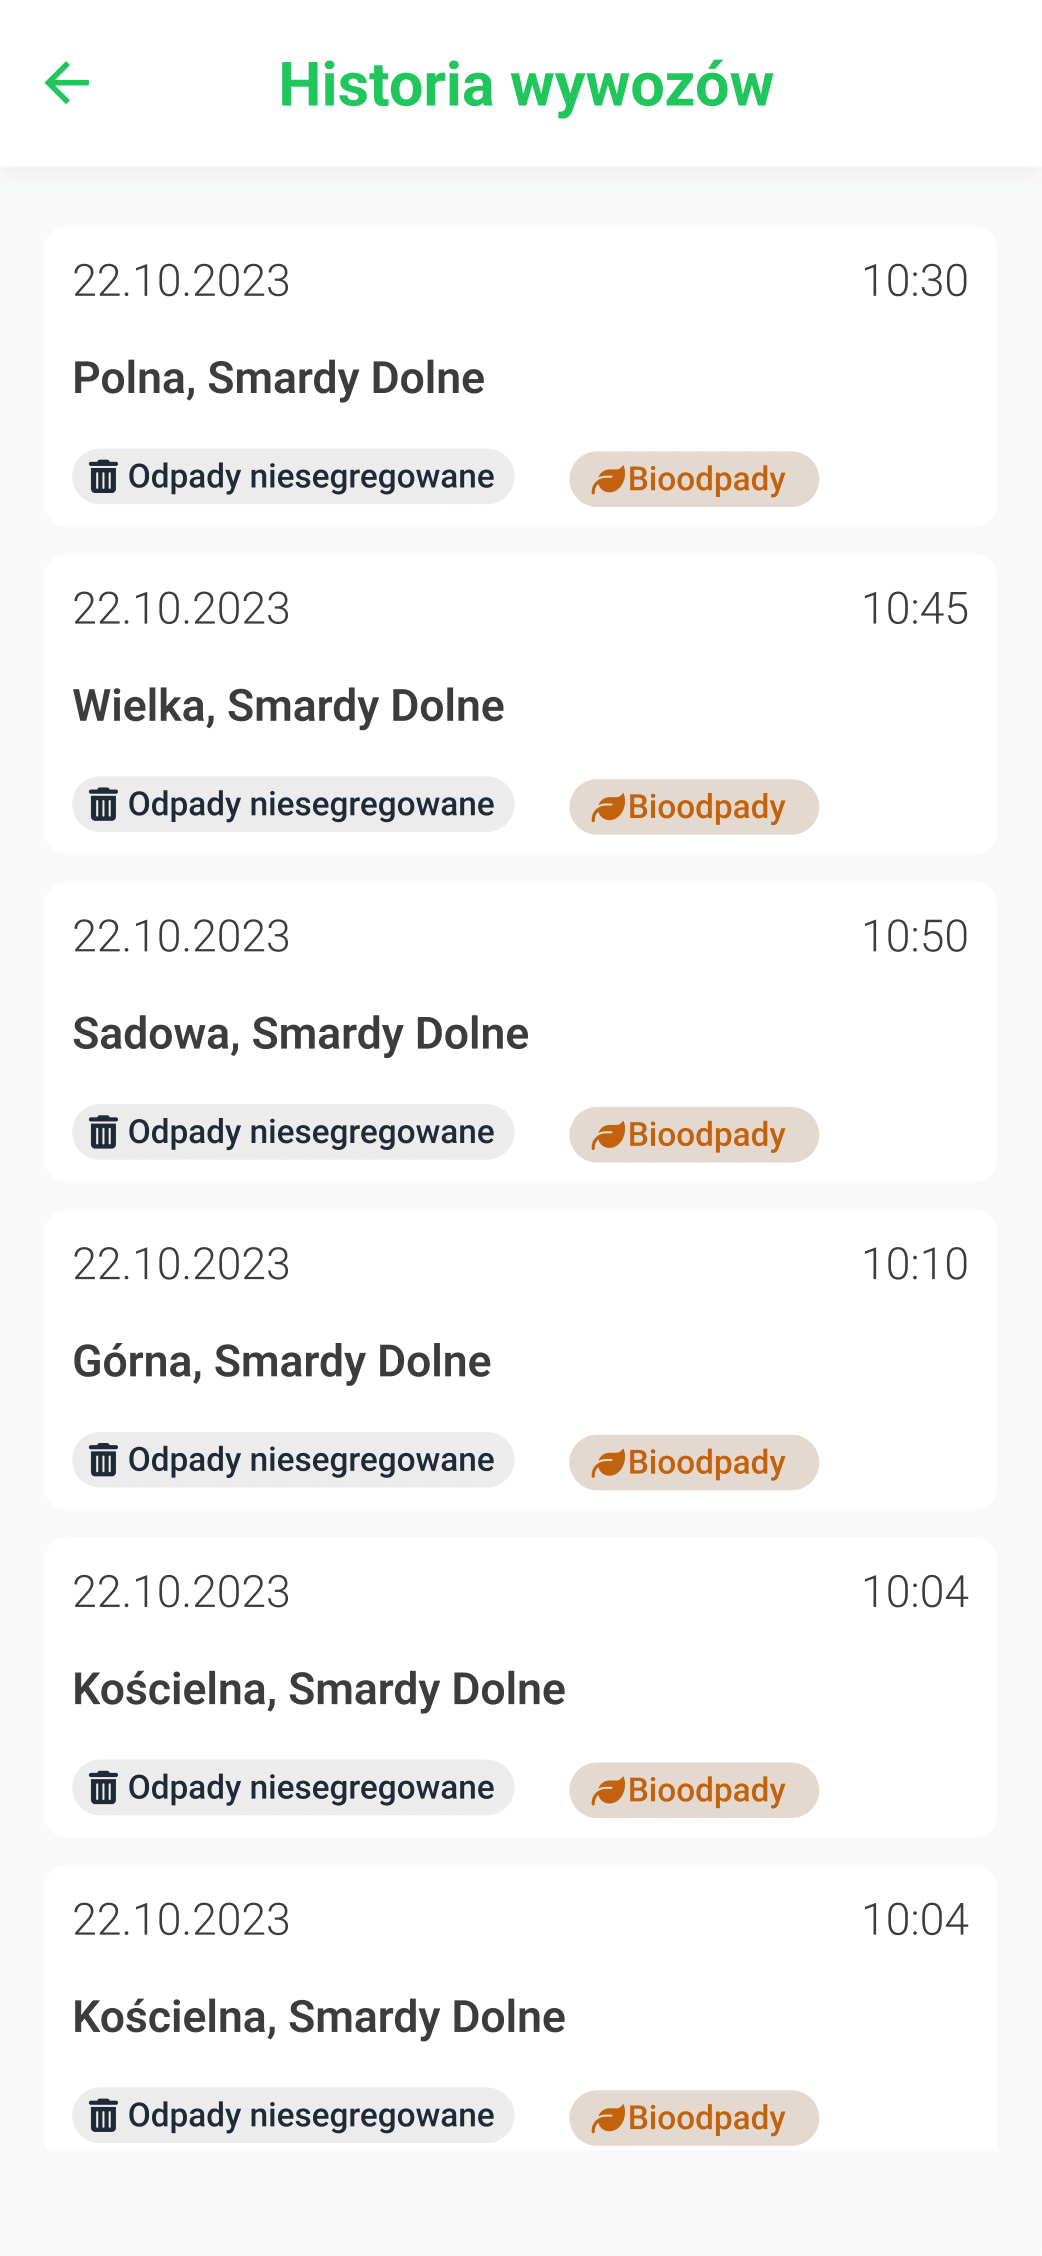 Historia wywozów
22.10.2023 10:30
Polna, Smardy Dolne
Odpady niesegregowane Bioodpady
22.10.2023 10:45
Wielka, Smardy Dolne
Odpady niesegregowane Bioodpady
22.10.2023 10:50
Sadowa, Smardy Dolne
Odpady niesegregowane Bioodpady
22.10.2023 10:10
Górna, Smardy Dolne
Odpady niesegregowane Bioodpady
22.10.2023 10:04
Kościelna, Smardy Dolne
Odpady niesegregowane Bioodpady
22.10.2023 10:04
Kościelna, Smardy Dolne
Odpady niesegregowane Bioodpady